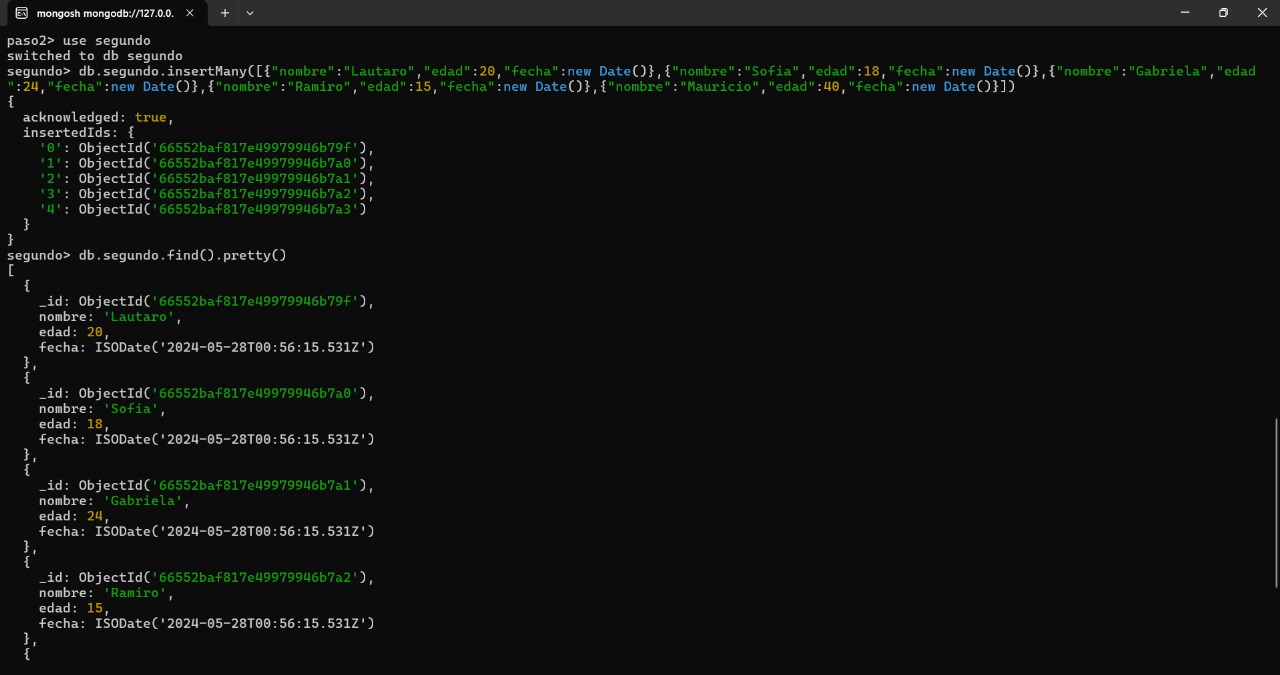 mongosh mongodb://127.0.0.
paso2> use segundo
switched to db segundo
segundo> db.segundo.insertMany([{"nombre":"Lautaro","edad":20,"fecha":new Date()},{"nombre":"Sofia","edad":18,"fecha":new Date()},{"nombre":"Gabriela","edad
":24,"fecha":new Date()},{"nombre":"Ramiro","edad":15,"fecha":new Date()},{"nombre":"Mauricio","edad":40,"fecha":new Date()}])
{
  acknowledged: true,
  insertedIds: {
    '0': ObjectId('66552baf817e49979946b79f'),
    '1': ObjectId('66552baf817e49979946b7a0'),
    '2': ObjectId('66552baf817e49979946b7a1'),
    '3': ObjectId('66552baf817e49979946b7a2'),
    '4': ObjectId('66552baf817e49979946b7a3')
  }
}
segundo> db.segundo.find().pretty()
[
  {
    _id: ObjectId('66552baf817e49979946b79f'),
    nombre: 'Lautaro',
    edad: 20,
    fecha: ISODate('2024-05-28T00:56:15.531Z')
  },
  {
    _id: ObjectId('66552baf817e49979946b7a0'),
    nombre: 'Sofia',
    edad: 18,
    fecha: ISODate('2024-05-28T00:56:15.531Z')
  },
  {
    _id: ObjectId('66552baf817e49979946b7a1'),
    nombre: 'Gabriela',
    edad: 24,
    fecha: ISODate('2024-05-28T00:56:15.531Z')
  },
  {
    _id: ObjectId('66552baf817e49979946b7a2'),
    nombre: 'Ramiro',
    edad: 15,
    fecha: ISODate('2024-05-28T00:56:15.531Z')
  },
  {